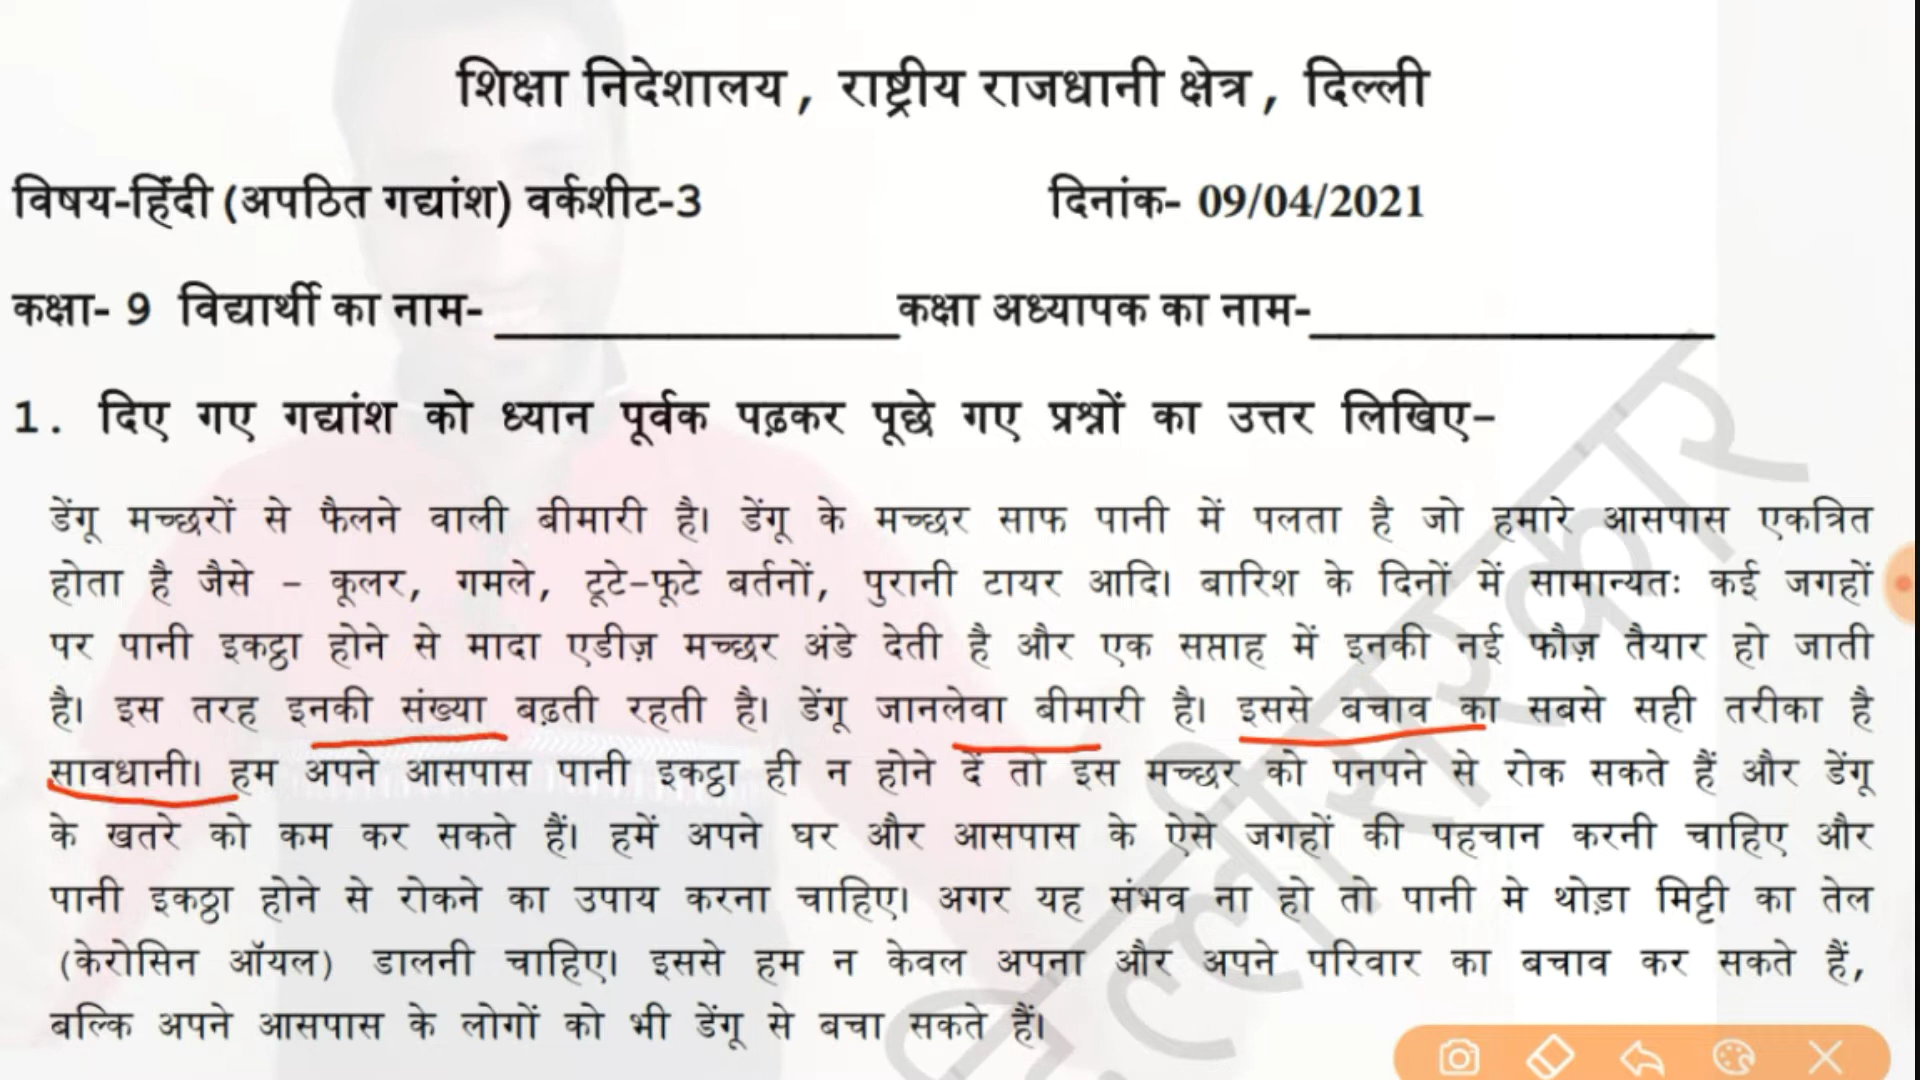 शिक्षा निदेशालय, राष्ट्रीय राजधानी क्षेत्र, दिल्ली
विषय-हिंदी (अपठित गद्यांश) वर्कशीट-3 दिनांक- 09/04/2021
कक्षा- 9 विद्यार्थी का नाम- ____________ कक्षा अध्यापक का नाम- ____________
1. दिए गए गद्यांश को ध्यान पूर्वक पढ़कर पूछे गए प्रश्नों का उत्तर लिखिए-
डेंगू मच्छरों से फैलने वाली बीमारी है। डेंगू के मच्छर साफ पानी में पलता है जो हमारे आसपास एकत्रित
होता है जैसे - कूलर, गमले, टूटे-फूटे बर्तनों, पुरानी टायर आदि। बारिश के दिनों में सामान्यतः कई जगहों
पर पानी इकट्ठा होने से मादा एडीज़ मच्छर अंडे देती है और एक सप्ताह में इनकी नई फौज़ तैयार हो जाती
है। इस तरह इनकी संख्या बढ़ती रहती है। डेंगू जानलेवा बीमारी है। इससे बचाव का सबसे सही तरीका है
सावधानी। हम अपने आसपास पानी इकट्ठा ही न होने दें तो इस मच्छर को पनपने से रोक सकते हैं और डेंगू
के खतरे को कम कर सकते हैं। हमें अपने घर और आसपास के ऐसे जगहों की पहचान करनी चाहिए और
पानी इकठ्ठा होने से रोकने का उपाय करना चाहिए। अगर यह संभव ना हो तो पानी मे थोड़ा मिट्टी का तेल
(केरोसिन ऑयल) डालनी चाहिए। इससे हम न केवल अपना और अपने परिवार का बचाव कर सकते हैं,
बल्कि अपने आसपास के लोगों को भी डेंगू से बचा सकते हैं।
दिल्ली सरकार